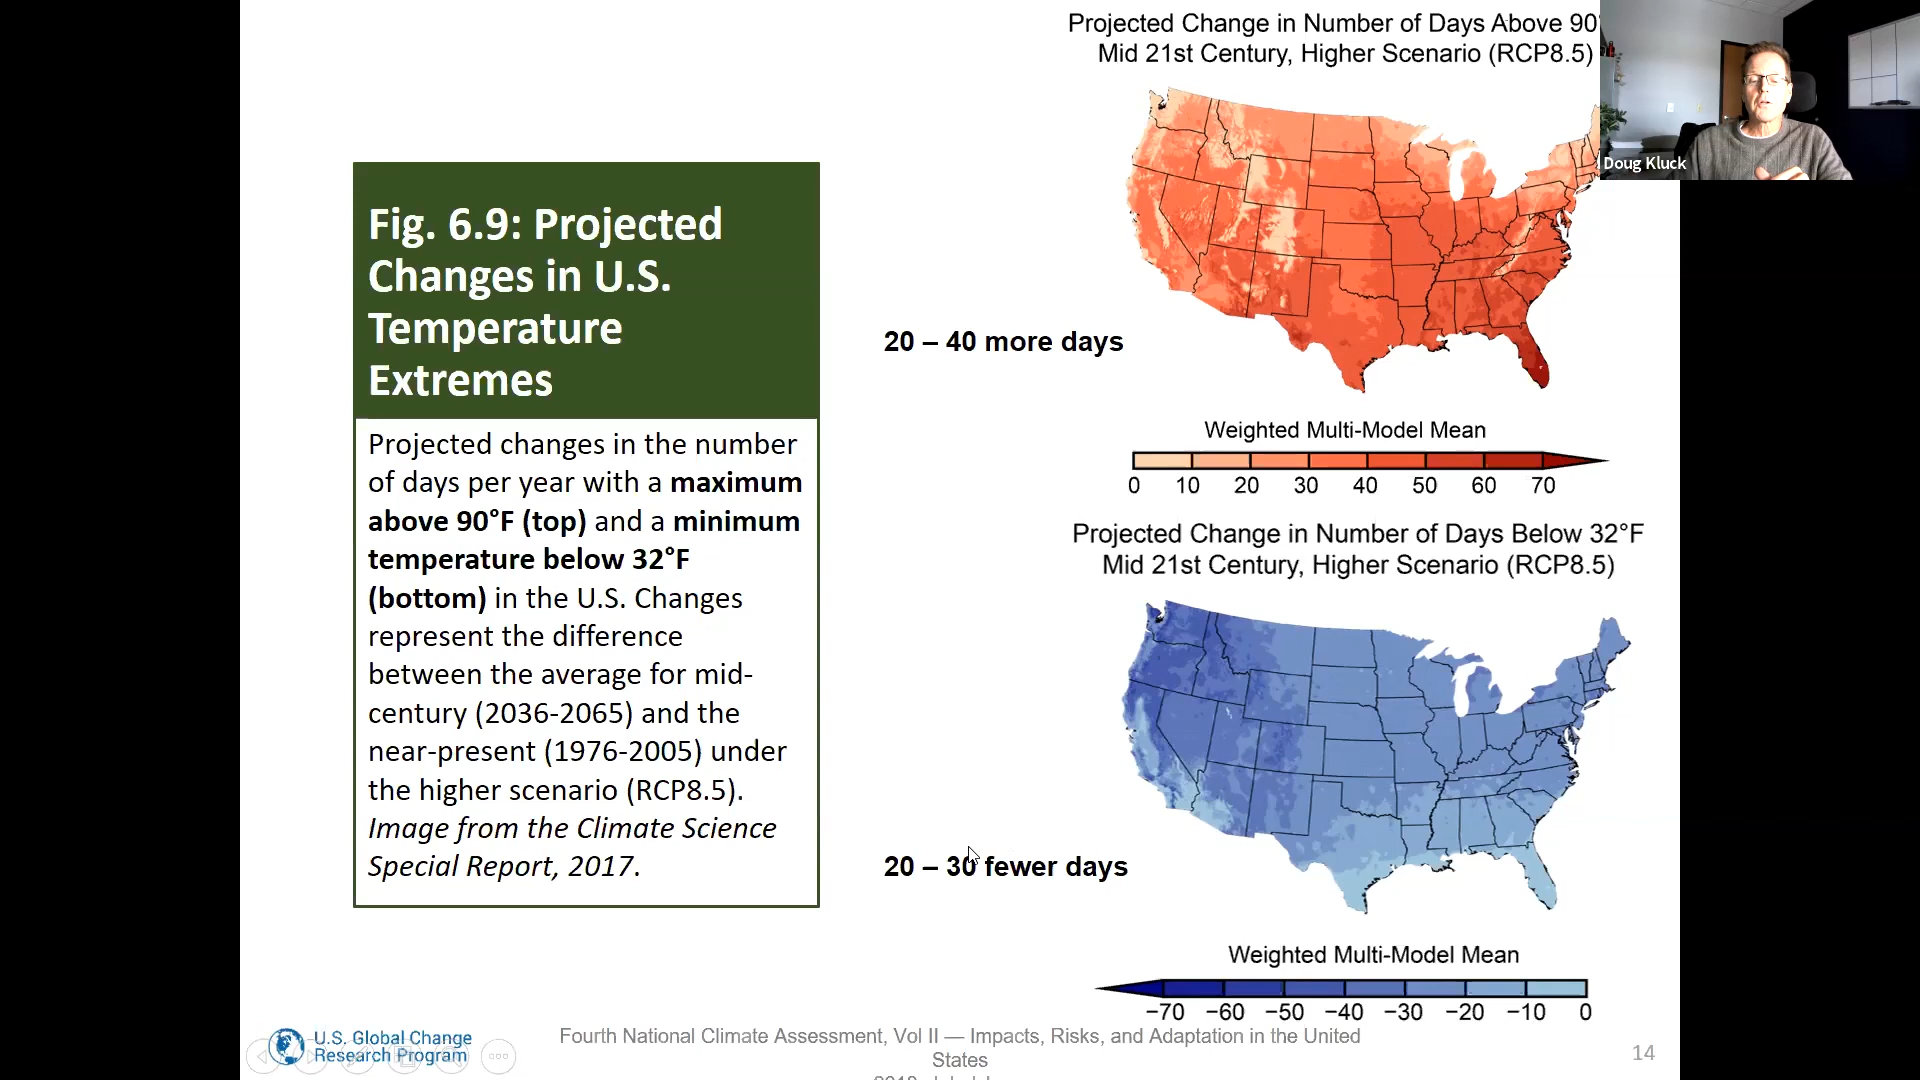 Projected Change in Number of Days Above 90
Mid 21st Century, Higher Scenario (RCP8.5)
Doug Kluck
Fig. 6.9: Projected
Changes in U.S.
Temperature
Extremes
Projected changes in the number
of days per year with a maximum
above 90°F (top) and a minimum
temperature below 32°F
(bottom) in the U.S. Changes
represent the difference
between the average for mid-
century (2036-2065) and the
near-present (1976-2005) under
the higher scenario (RCP8.5).
Image from the Climate Science
Special Report, 2017.
20 – 40 more days
Weighted Multi-Model Mean
0 10 20 30 40 50 60 70
Projected Change in Number of Days Below 32°F
Mid 21st Century, Higher Scenario (RCP8.5)
20 – 30 fewer days
Weighted Multi-Model Mean
−70 −60 −50 −40 −30 −20 −10 0
U.S. Global Change
Research Program
Fourth National Climate Assessment, Vol II — Impacts, Risks, and Adaptation in the United
States
14